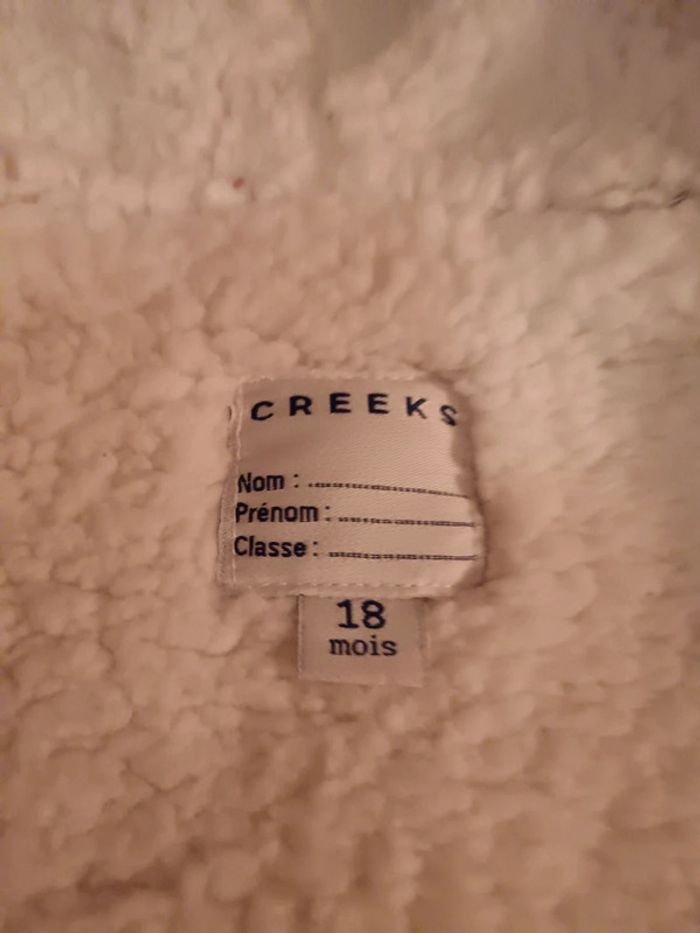 CREEKS
Nom : ....................
Prénom : ....................
Classe : ....................
18
mois